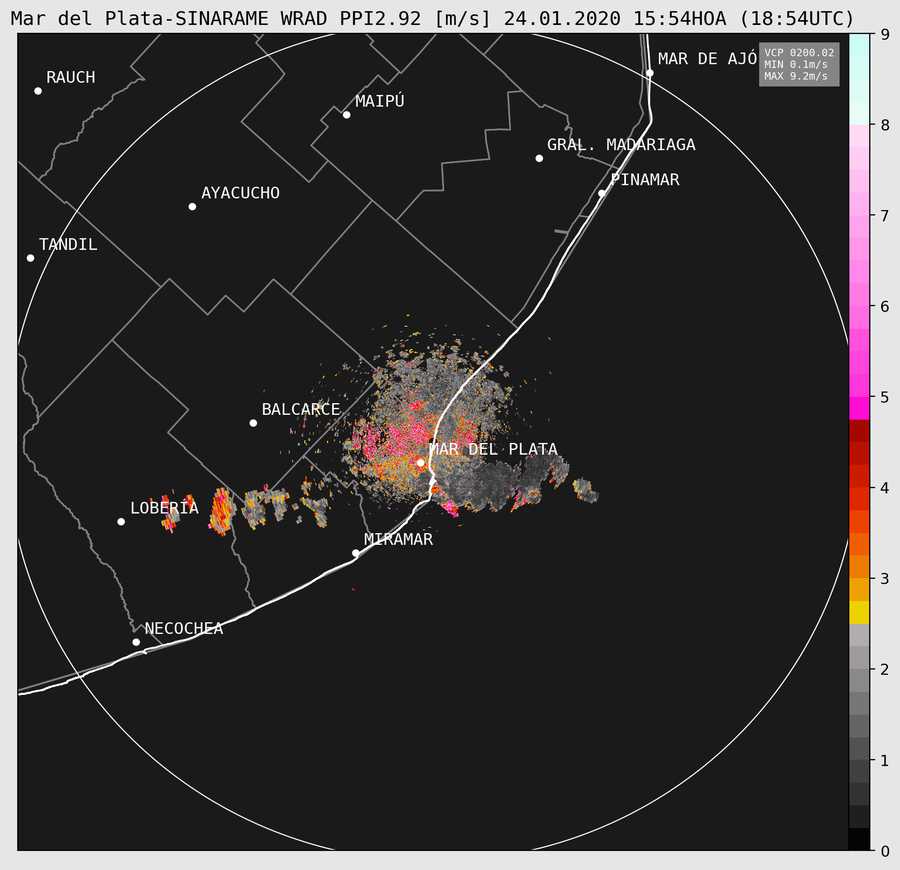 Mar del Plata-SINARAME WRAD PPI2.92 [m/s] 24.01.2020 15:54HOA (18:54UTC)
VCP 0200.02
MIN 0.1m/s
MAX 9.2m/s
MAR DE AJÓ
RAUCH
MAIPÚ
GRAL. MADARIAGA
PINAMAR
AYACUCHO
TANDIL
BALCARCE
MAR DEL PLATA
LOBERÍA
MIRAMAR
NECOCHEA
9
8
7
6
5
4
3
2
1
0